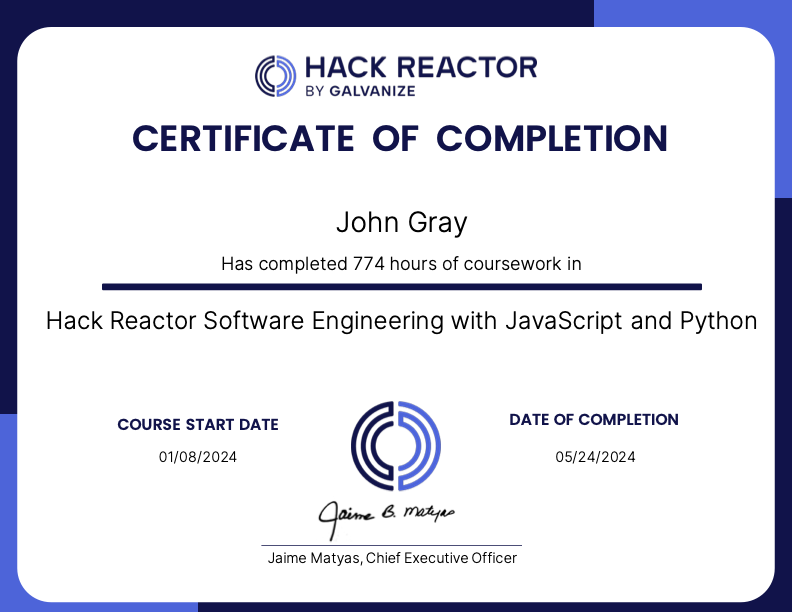 HACK REACTOR
BY GALVANIZE
CERTIFICATE OF COMPLETION
John Gray
Has completed 774 hours of coursework in
Hack Reactor Software Engineering with JavaScript and Python
COURSE START DATE
01/08/2024
DATE OF COMPLETION
05/24/2024
Jaime B. Matyas
Jaime Matyas, Chief Executive Officer